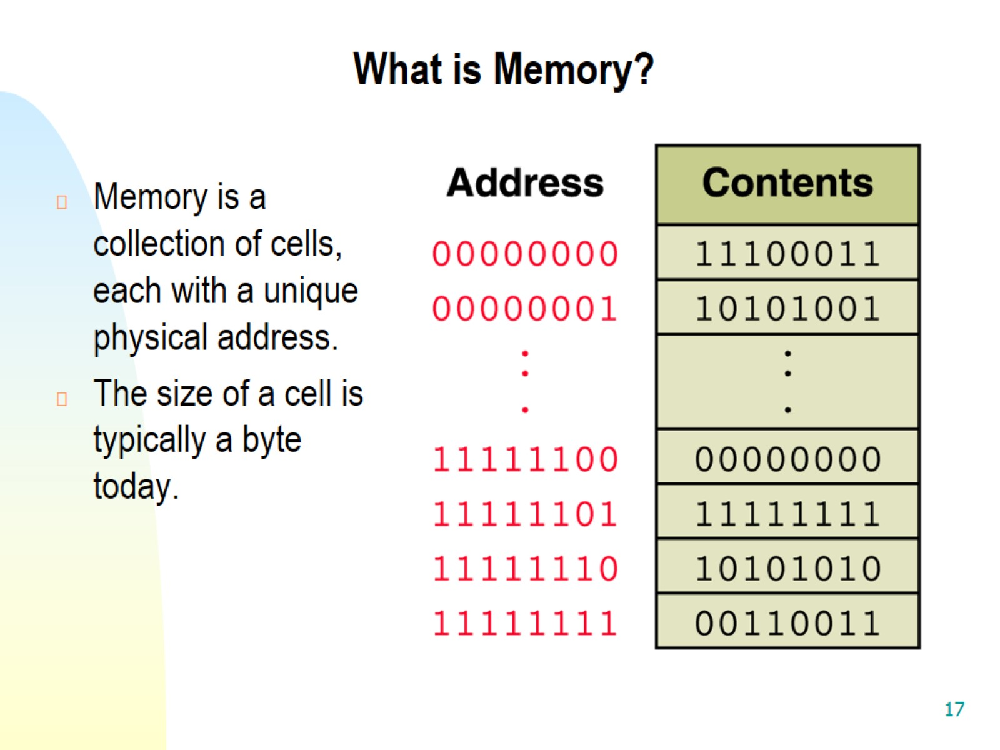 What is Memory?
Memory is a
collection of cells,
each with a unique
physical address.
The size of a cell is
typically a byte
today.
Address Contents
00000000 11100011
00000001 10101001
11111100 00000000
11111101 11111111
11111110 10101010
11111111 00110011
17